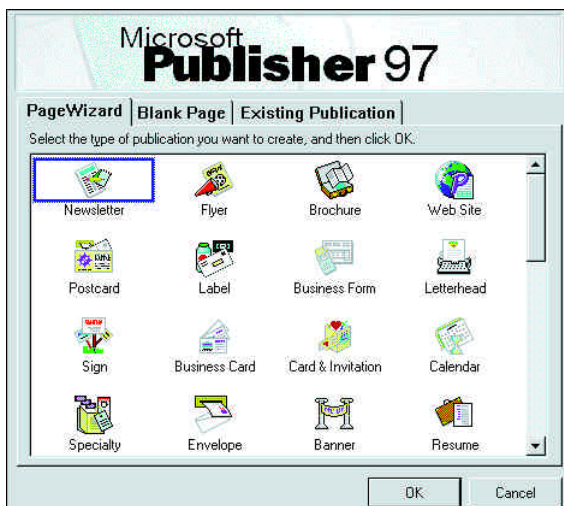 Microsoft
Publisher 97
PageWizard Blank Page Existing Publication
Select the type of publication you want to create, and then click OK.
Newsletter Flyer Brochure Web Site
Postcard Label Business Form Letterhead
Sign Business Card Card & Invitation Calendar
Specialty Envelope Banner Resume
OK Cancel